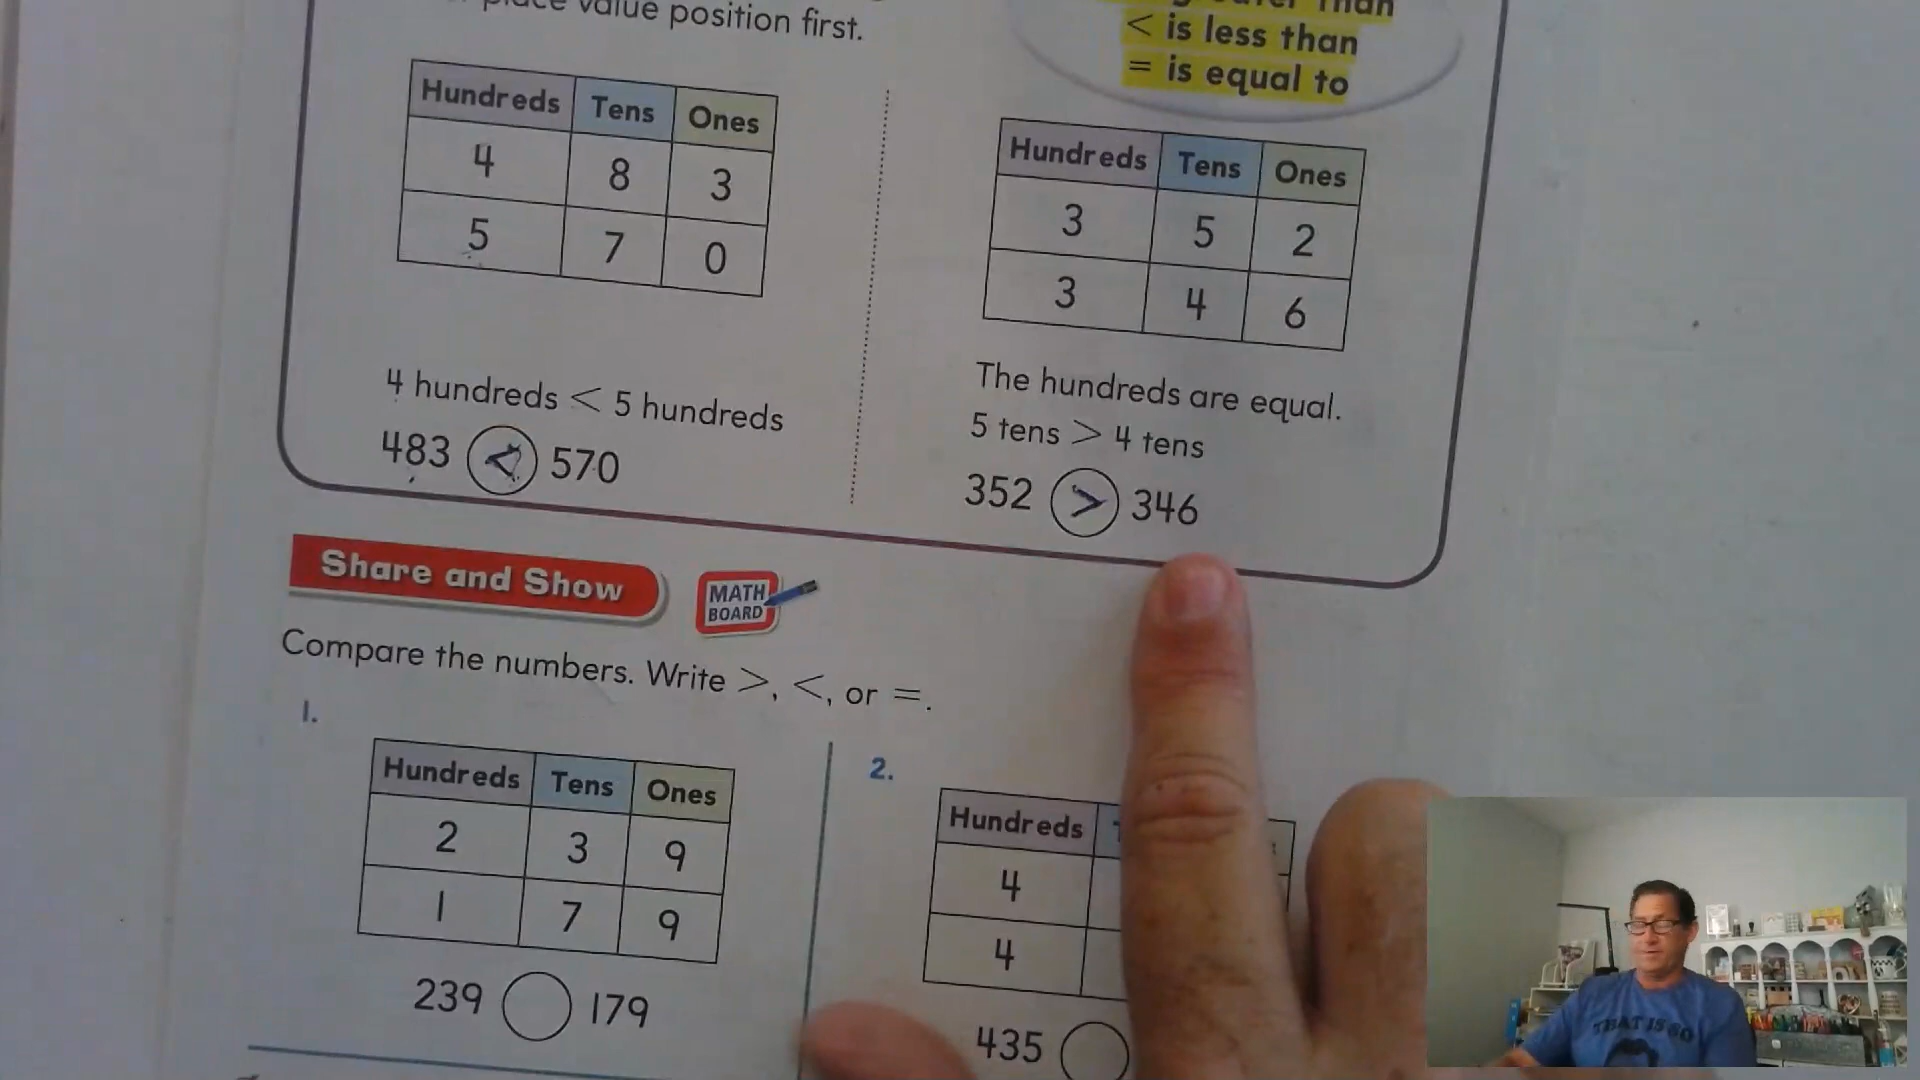 place value position first.
than
< is less than
= is equal to
Hundreds Tens Ones
4 8 3
5 7 0
Hundreds Tens Ones
3 5 2
3 4 6
4 hundreds < 5 hundreds
483 < 570
The hundreds are equal.
5 tens > 4 tens
352 > 346
Share and Show
MATH
BOARD
Compare the numbers. Write >, <, or =.
1.
Hundreds Tens Ones
2 3 9
1 7 9
239 179
2.
Hundreds
4
4
435
THAT IS SO